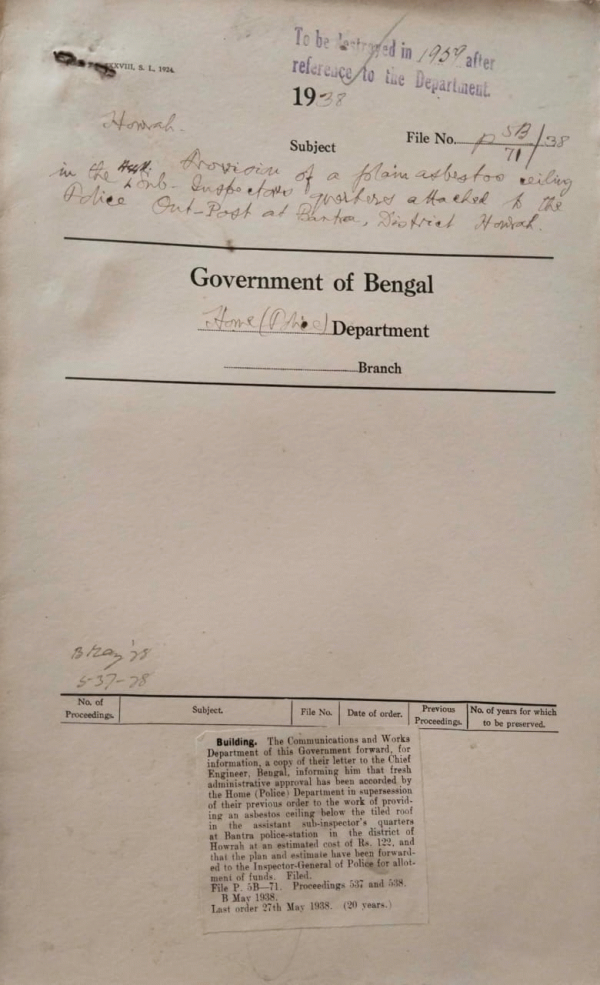 XXVIII, S. I., 1924.
To be destroyed in 1959 after
reference to the Department.
1938
Howrah.
Subject
File No. P 5B/71/38
Provision of a plain asbestos ceiling
in the Asstt. Sub-Inspectors quarters attached to the
Police Out-Post at Bantra, District Howrah.
Government of Bengal
Home (Police) Department
Branch
B May '38
537-38
No. of Proceedings.
Subject.
File No.
Date of order.
Previous Proceedings.
No. of years for which to be preserved.
Building. The Communications and Works
Department of this Government forward, for
information, a copy of their letter to the Chief
Engineer, Bengal, informing him that fresh
administrative approval has been accorded by
the Home (Police) Department in supersession
of their previous order to the work of provid-
ing an asbestos ceiling below the tiled roof
in the assistant sub-inspector's quarters
at Bantra police-station in the district of
Howrah at an estimated cost of Rs. 122, and
that the plan and estimate have been forward-
ed to the Inspector-General of Police for allot-
ment of funds. Filed.
File P. 5B—71. Proceedings 537 and 538.
B May 1938.
Last order 27th May 1938. (20 years.)